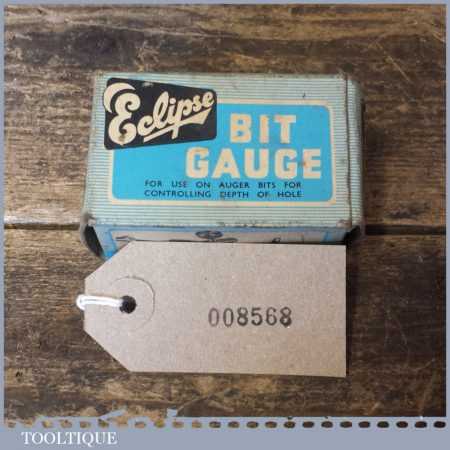 Eclipse
BIT
GAUGE
FOR USE ON AUGER BITS FOR
CONTROLLING DEPTH OF HOLE
008568
TOOLTIQUE